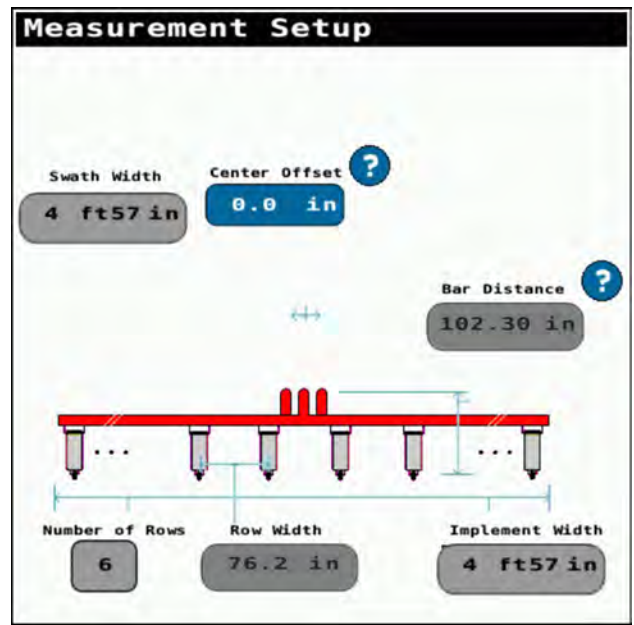 Measurement Setup
Swath Width
Center Offset ?
4 ft57 in
0.0 in
Bar Distance ?
102.30 in
... ...
Number of Rows
Row Width
Implement Width
6
76.2 in
4 ft57 in